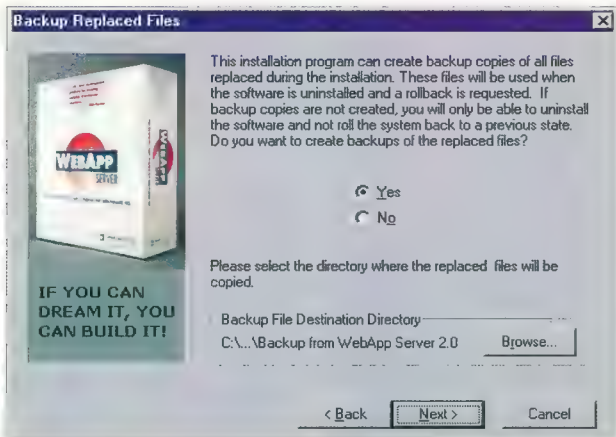 Backup Replaced Files
This installation program can create backup copies of all files
replaced during the installation. These files will be used when
the software is uninstalled and a rollback is requested. If
backup copies are not created, you will only be able to uninstall
the software and not roll the system back to a previous state.
Do you want to create backups of the replaced files?
Yes
No
WEBAPP
SERVER
WEBAPP
IF YOU CAN
DREAM IT, YOU
CAN BUILD IT!
Please select the directory where the replaced files will be
copied.
Backup File Destination Directory
C:\...\Backup from WebApp Server 2.0
Browse...
< Back
Next >
Cancel